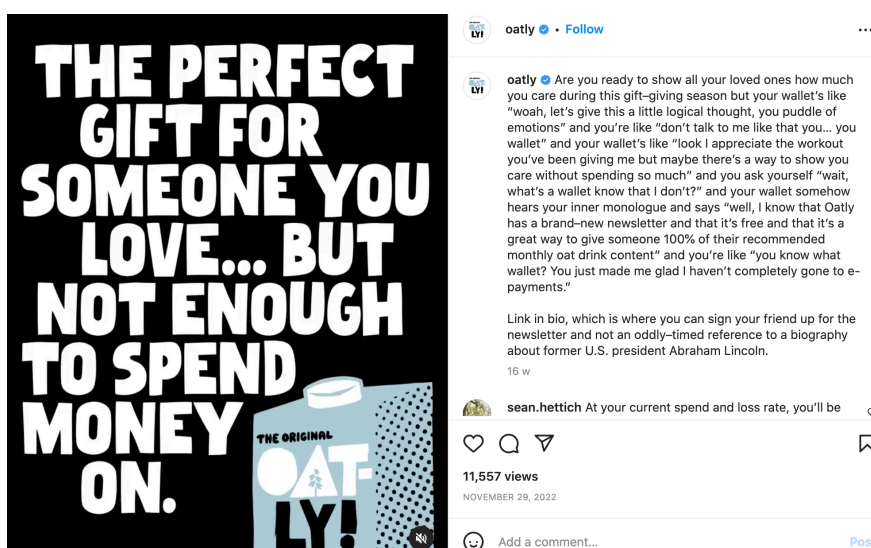 THE PERFECT
GIFT FOR
SOMEONE YOU
LOVE... BUT
NOT ENOUGH
TO SPEND
MONEY
ON.
THE ORIGINAL
OAT-
LY!
oatly • Follow
oatly Are you ready to show all your loved ones how much
you care during this gift–giving season but your wallet’s like
“woah, let’s give this a little logical thought, you puddle of
emotions” and you’re like “don’t talk to me like that you... you
wallet” and your wallet’s like “look I appreciate the workout
you’ve been giving me but maybe there’s a way to show you
care without spending so much” and you ask yourself “wait,
what’s a wallet know that I don’t?” and your wallet somehow
hears your inner monologue and says “well, I know that Oatly
has a brand–new newsletter and that it’s free and that it’s a
great way to give someone 100% of their recommended
monthly oat drink content” and you’re like “you know what
wallet? You just made me glad I haven’t completely gone to e-
payments.”
Link in bio, which is where you can sign your friend up for the
newsletter and not an oddly–timed reference to a biography
about former U.S. president Abraham Lincoln.
16 w
sean.hettich At your current spend and loss rate, you’ll be
11,557 views
NOVEMBER 29, 2022
Add a comment...
Pos